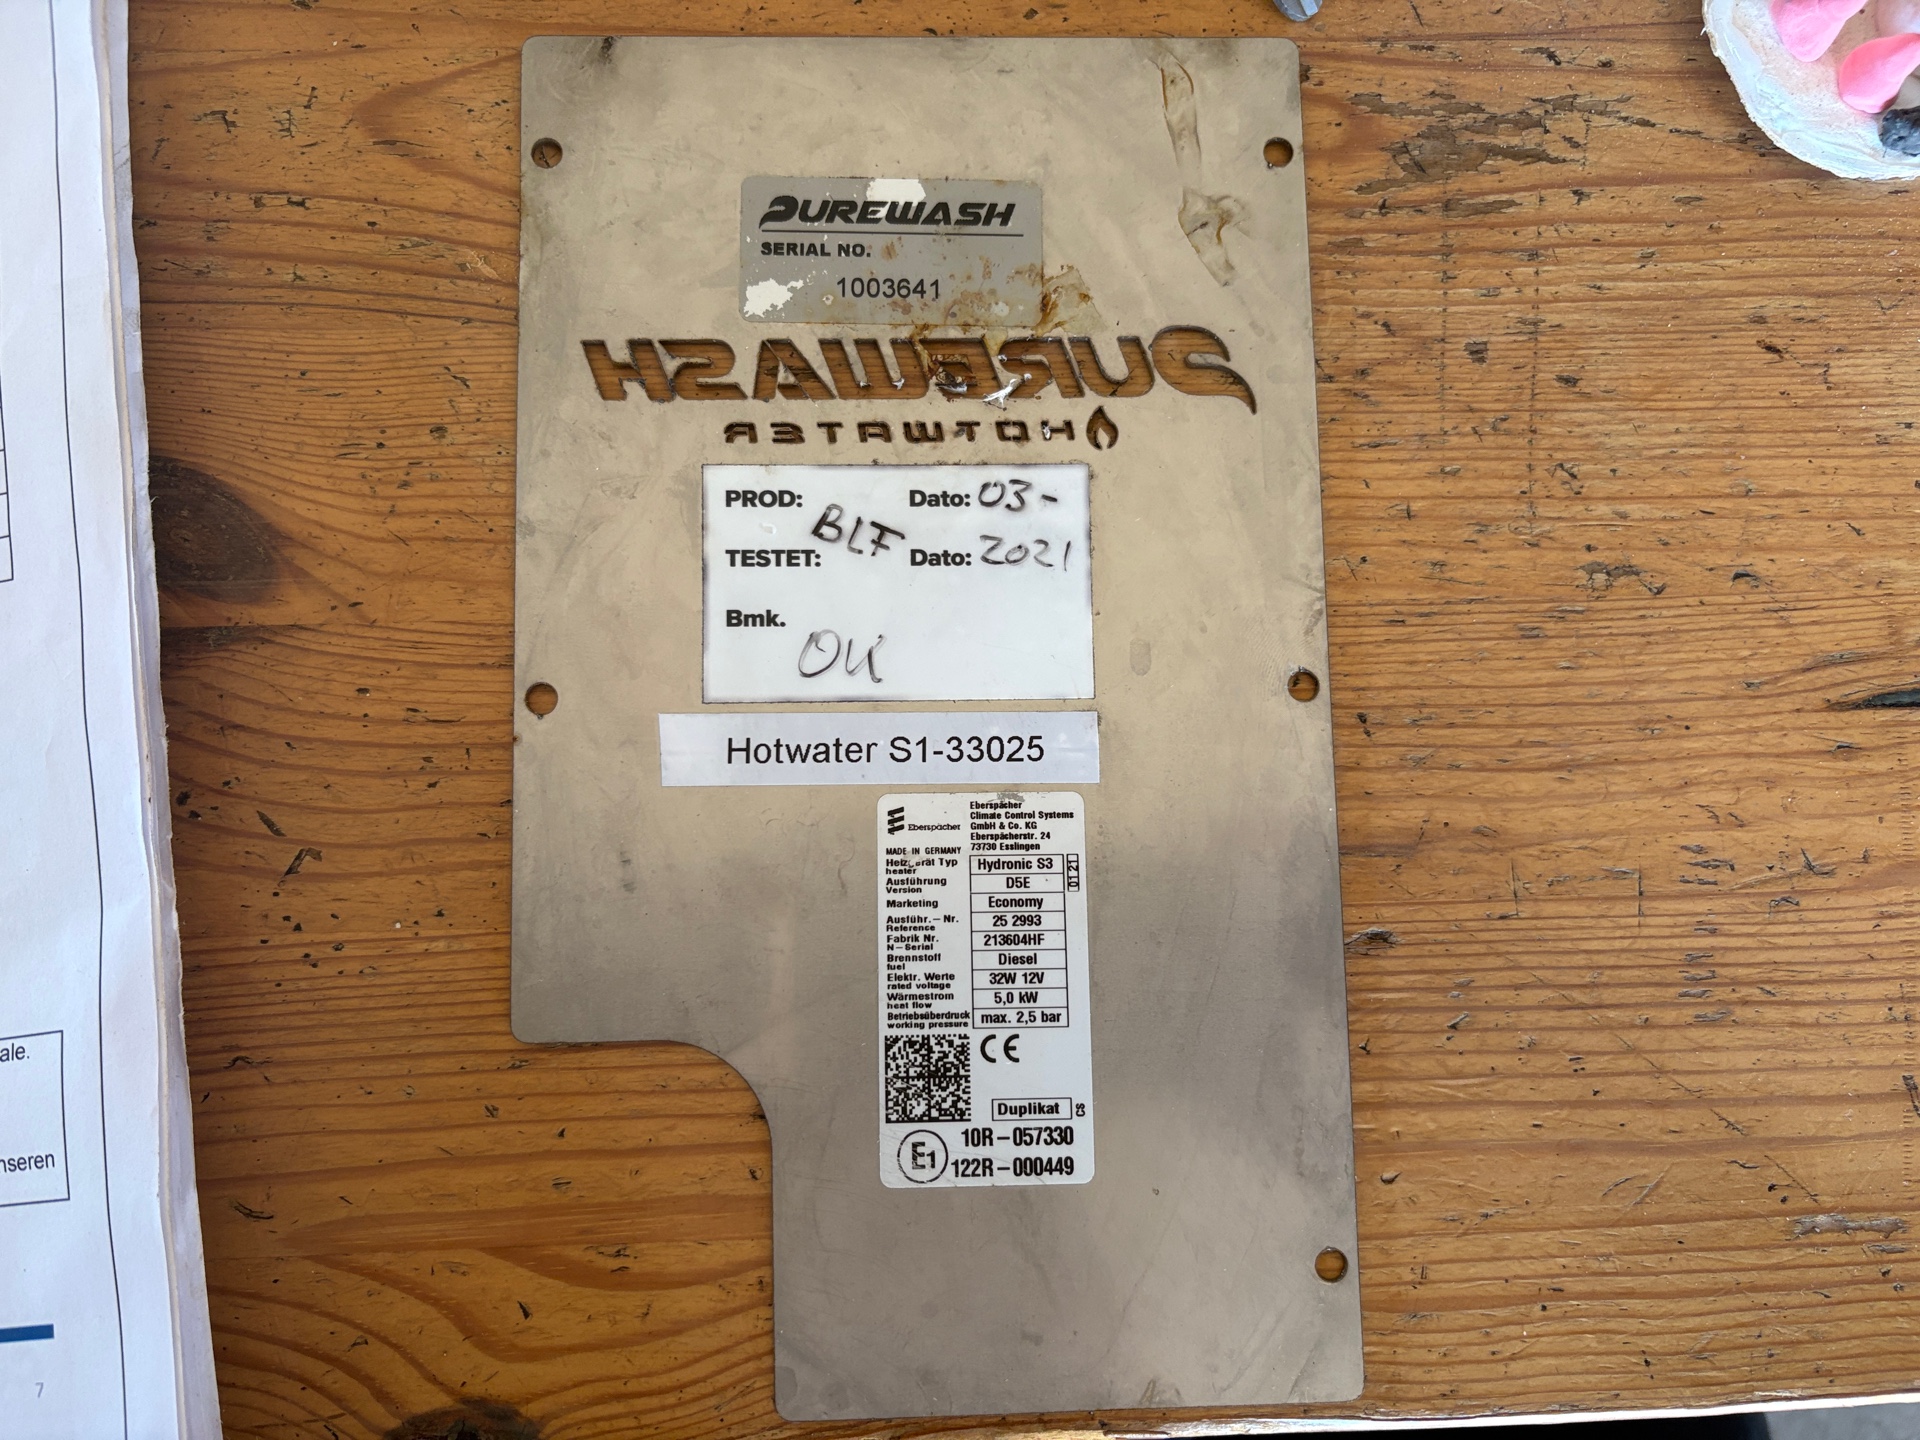 PUREWASH
SERIAL NO.
1003641
PUREWASH
HOTWATER
PROD: Dato: 03-
BLF
TESTET: Dato: 2021
Bmk.
OK
Hotwater S1-33025
Eberspächer
Eberspächer
Climate Control Systems
GmbH & Co. KG
Eberspächerstr. 24
73730 Esslingen
MADE IN GERMANY
Heizgerät Typ Hydronic S3 01 21
heater
Ausführung D5E
Version
Marketing Economy
Ausführ.-Nr. 25 2993
Reference
Fabrik Nr. 213604HF
N-Serial
Brennstoff Diesel
fuel
Elektr. Werte 32W 12V
rated voltage
Wärmestrom 5,0 kW
heat flow
Betriebsüberdruck max. 2,5 bar
working pressure
CE
Duplikat CS
E1 10R-057330
122R-000449
ale.
nseren
7